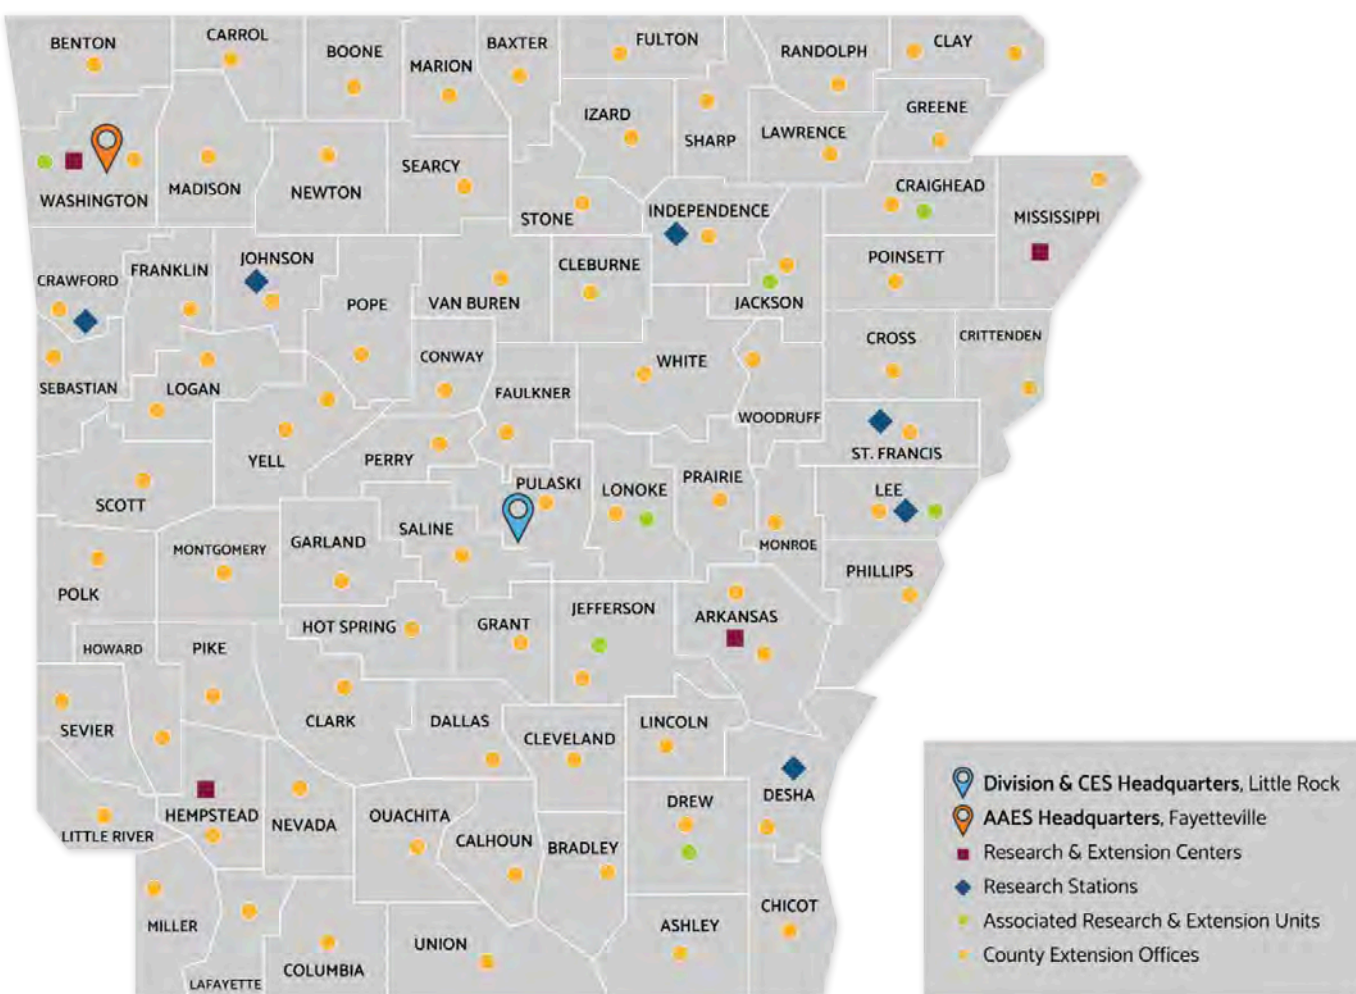 BENTON
CARROL
BOONE
MARION
BAXTER
FULTON
RANDOLPH
CLAY
IZARD
SHARP
LAWRENCE
GREENE
WASHINGTON
MADISON
NEWTON
SEARCY
STONE
INDEPENDENCE
CRAIGHEAD
MISSISSIPPI
CRAWFORD
FRANKLIN
JOHNSON
POPE
VAN BUREN
CLEBURNE
JACKSON
POINSETT
SEBASTIAN
LOGAN
CONWAY
FAULKNER
WHITE
WOODRUFF
CROSS
CRITTENDEN
ST. FRANCIS
SCOTT
YELL
PERRY
PULASKI
LONOKE
PRAIRIE
LEE
MONROE
POLK
MONTGOMERY
GARLAND
SALINE
PHILLIPS
HOWARD
PIKE
HOT SPRING
GRANT
JEFFERSON
ARKANSAS
SEVIER
CLARK
DALLAS
CLEVELAND
LINCOLN
DESHA
LITTLE RIVER
HEMPSTEAD
NEVADA
OUACHITA
CALHOUN
BRADLEY
DREW
MILLER
LAFAYETTE
COLUMBIA
UNION
ASHLEY
CHICOT
Division & CES Headquarters, Little Rock
AAES Headquarters, Fayetteville
Research & Extension Centers
Research Stations
Associated Research & Extension Units
County Extension Offices